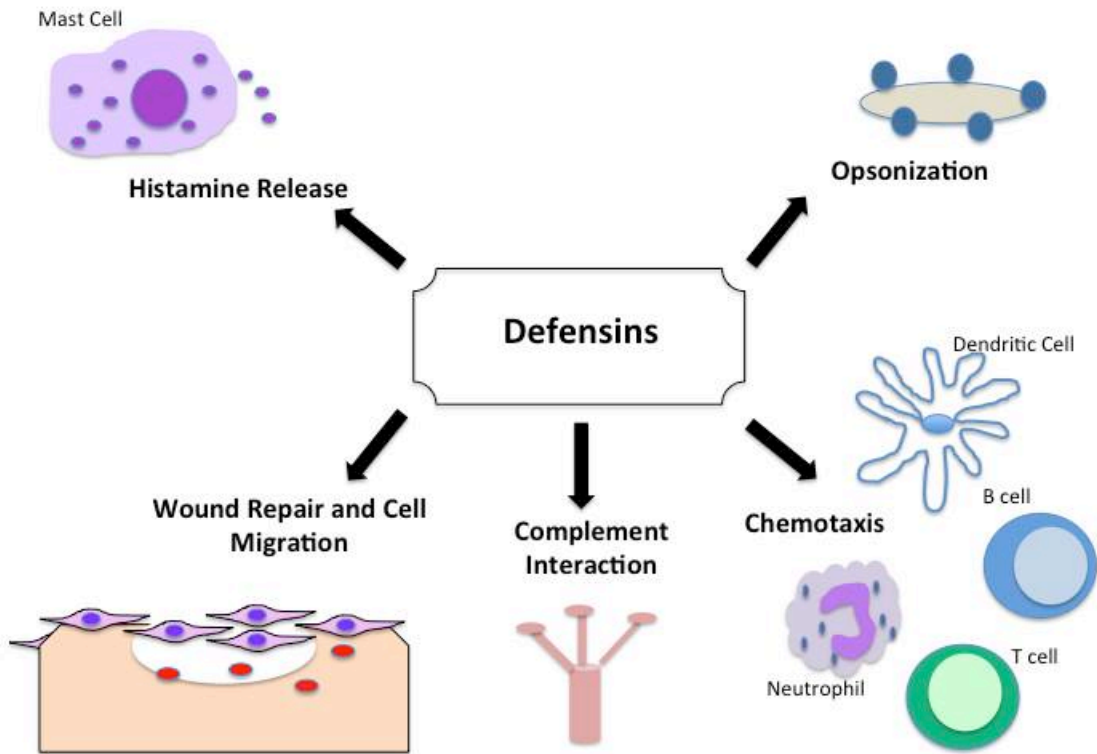 Mast Cell
Histamine Release
Opsonization
Defensins
Dendritic Cell
B cell
Wound Repair and Cell
Migration
Complement
Interaction
Chemotaxis
Neutrophil
T cell